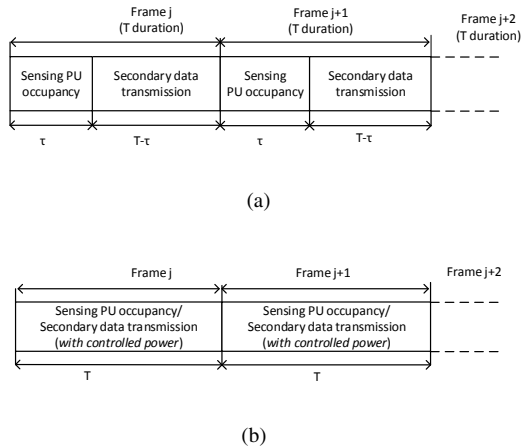 Frame j
(T duration)
Frame j+1
(T duration)
Frame j+2
(T duration)
Sensing PU
occupancy
Secondary data
transmission
Sensing
PU occupancy
Secondary data
transmission
τ
T-τ
τ
T-τ
(a)
Frame j
Frame j+1
Frame j+2
Sensing PU occupancy/
Secondary data transmission
(with controlled power)
Sensing PU occupancy/
Secondary data transmission
(with controlled power)
T
T
(b)